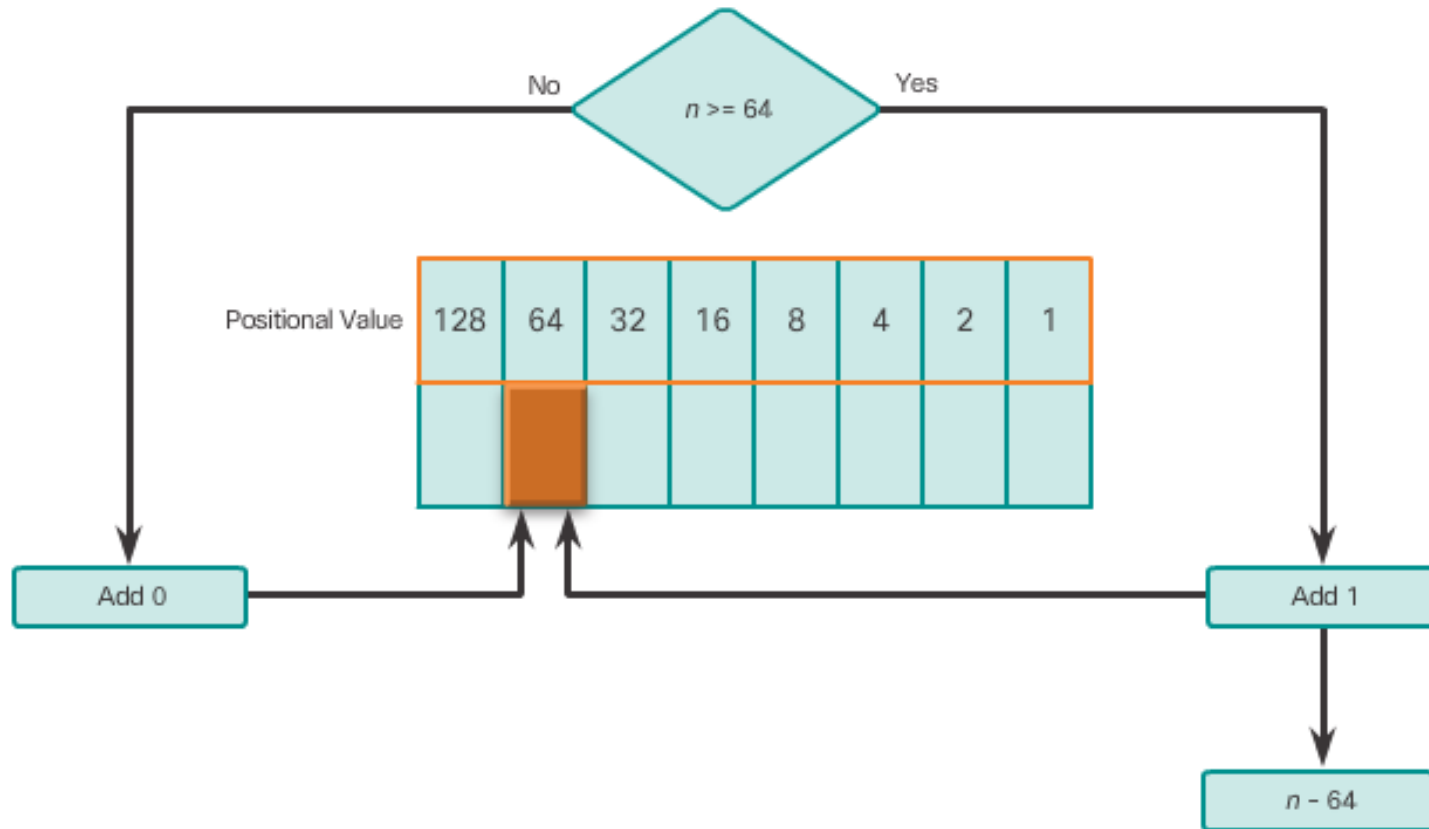 No
Yes
n >= 64
Positional Value 128 64 32 16 8 4 2 1
Add 0
Add 1
n - 64